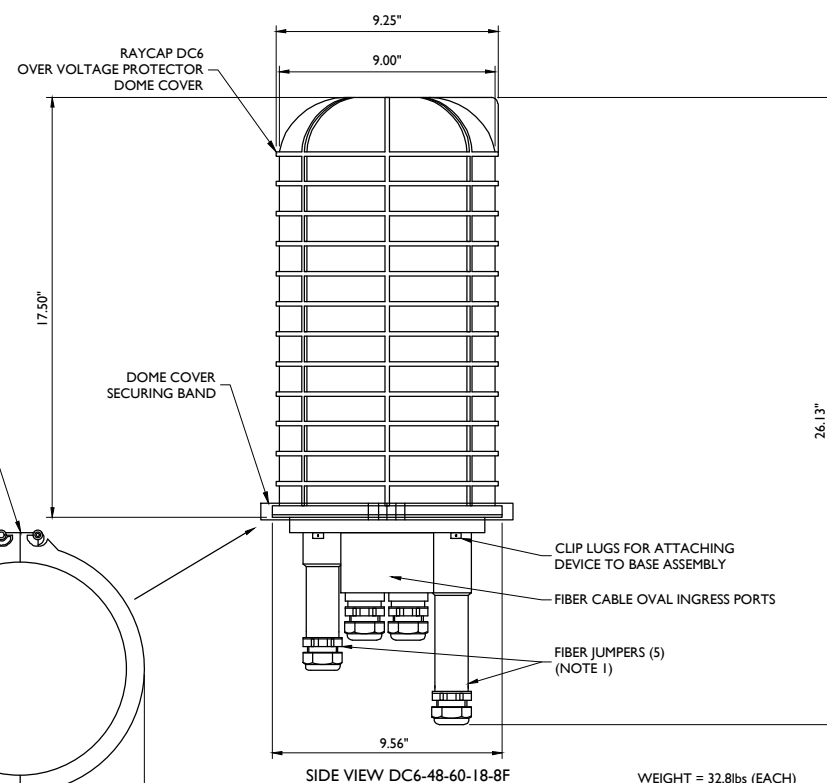 9.25"
9.00"
RAYCAP DC6
OVER VOLTAGE PROTECTOR
DOME COVER
17.50"
26.13"
DOME COVER
SECURING BAND
CLIP LUGS FOR ATTACHING
DEVICE TO BASE ASSEMBLY
FIBER CABLE OVAL INGRESS PORTS
FIBER JUMPERS (5)
(NOTE 1)
9.56"
SIDE VIEW DC6-48-60-18-8F
WEIGHT = 32.8lbs (EACH)